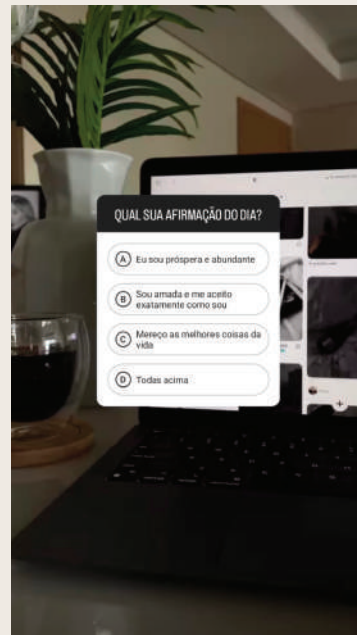 QUAL SUA AFIRMAÇÃO DO DIA?
A Eu sou próspera e abundante
B Sou amada e me aceito
exatamente como sou
C Mereço as melhores coisas da
vida
D Todas acima